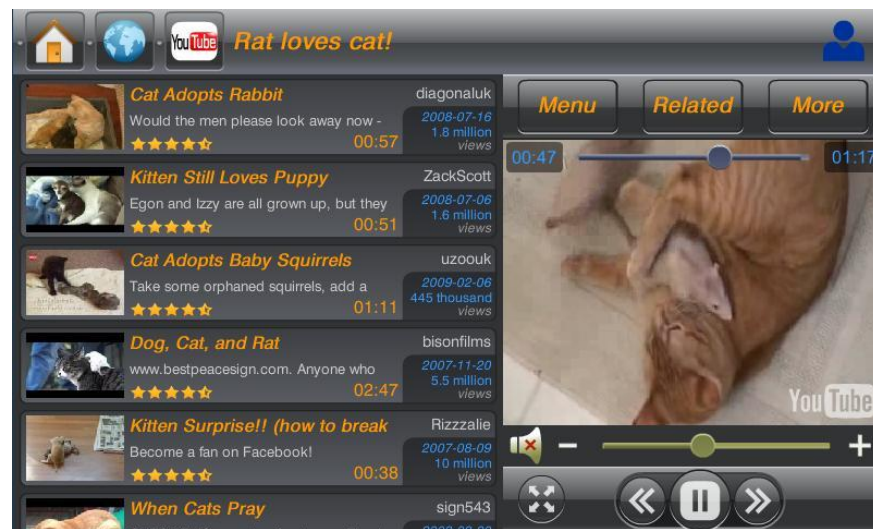 YouTube
Rat loves cat!
Cat Adopts Rabbit
diagonaluk
Would the men please look away now -
2008-07-16
1.8 million
views
00:57
Kitten Still Loves Puppy
ZackScott
Egon and Izzy are all grown up, but they
2008-07-06
1.6 million
views
00:51
Cat Adopts Baby Squirrels
uzoouk
Take some orphaned squirrels, add a
2009-02-06
445 thousand
views
01:11
Dog, Cat, and Rat
bisonfilms
www.bestpeacesign.com. Anyone who
2007-11-20
5.5 million
views
02:47
Kitten Surprise!! (how to break
Rizzzalie
Become a fan on Facebook!
2007-08-09
10 million
views
00:38
When Cats Pray
sign543
Menu
Related
More
00:47
01:17
YouTube